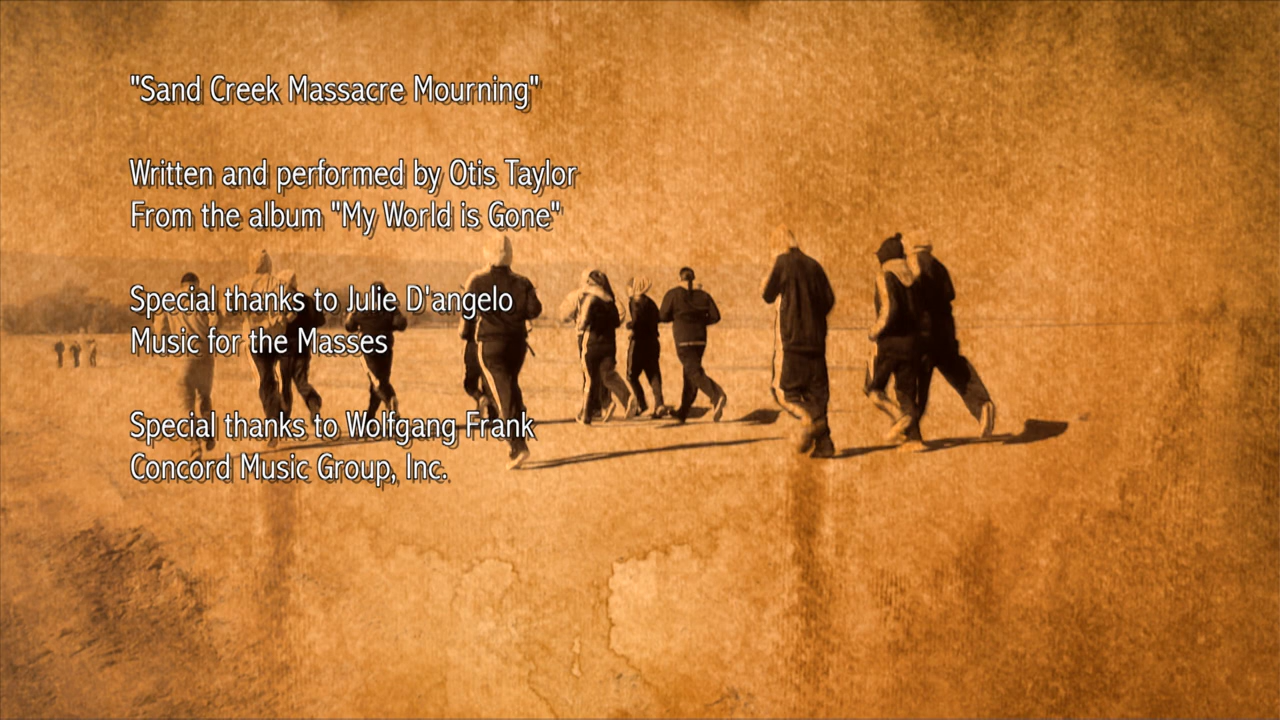 "Sand Creek Massacre Mourning"
Written and performed by Otis Taylor
From the album "My World is Gone"
Special thanks to Julie D'angelo
Music for the Masses
Special thanks to Wolfgang Frank
Concord Music Group, Inc.